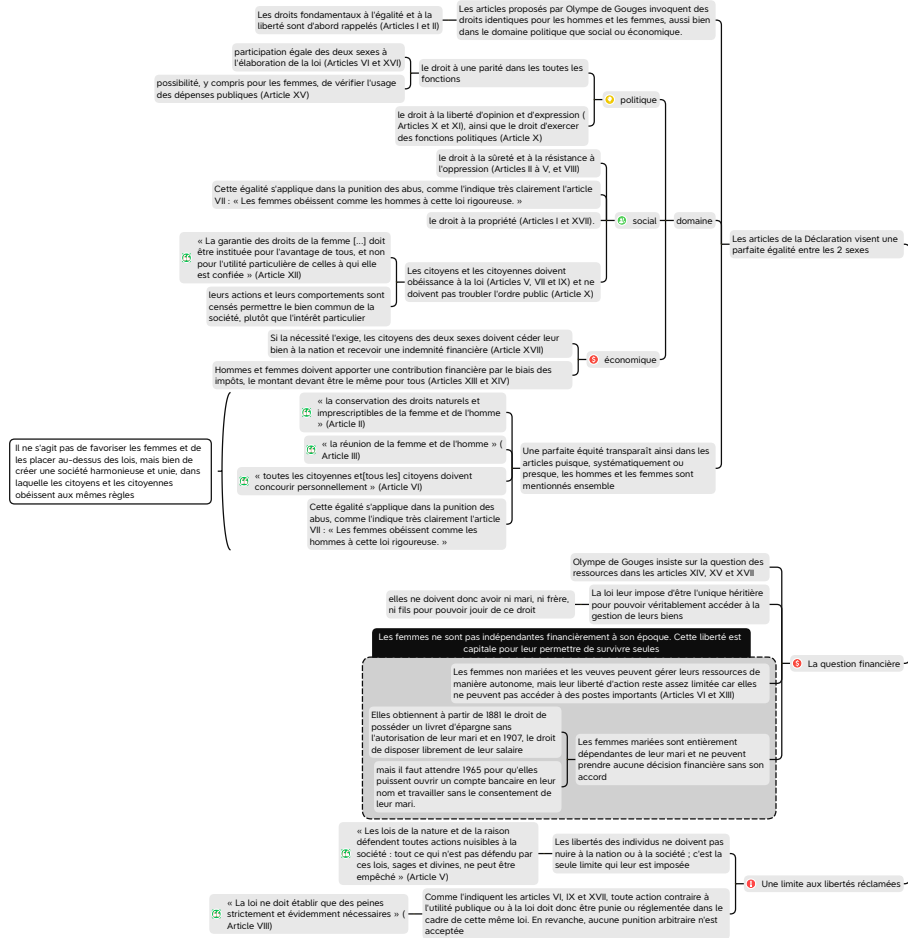 Les articles de la Déclaration visent une
parfaite égalité entre les 2 sexes
Les articles proposés par Olympe de Gouges invoquent des
droits identiques pour les hommes et les femmes, aussi bien
dans le domaine politique que social ou économique.
Les droits fondamentaux à l'égalité et à la
liberté sont d'abord rappelés (Articles I et II)
domaine
politique
le droit à une parité dans les toutes les
fonctions
participation égale des deux sexes à
l'élaboration de la loi (Articles VI et XVI)
possibilité, y compris pour les femmes, de vérifier l'usage
des dépenses publiques (Article XV)
le droit à la liberté d'opinion et d'expression (
Articles X et XI), ainsi que le droit d'exercer
des fonctions politiques (Article X)
social
le droit à la sûreté et à la résistance à
l'oppression (Articles II à V, et VIII)
Cette égalité s'applique dans la punition des abus, comme l'indique très clairement l'article
VII : « Les femmes obéissent comme les hommes à cette loi rigoureuse. »
le droit à la propriété (Articles I et XVII).
Les citoyens et les citoyennes doivent
obéissance à la loi (Articles V, VII et IX) et ne
doivent pas troubler l'ordre public (Article X)
« La garantie des droits de la femme [...] doit
être instituée pour l'avantage de tous, et non
pour l'utilité particulière de celles à qui elle
est confiée » (Article XII)
leurs actions et leurs comportements sont
censés permettre le bien commun de la
société, plutôt que l'intérêt particulier
économique
Si la nécessité l'exige, les citoyens des deux sexes doivent céder leur
bien à la nation et recevoir une indemnité financière (Article XVII)
Hommes et femmes doivent apporter une contribution financière par le biais des
impôts, le montant devant être le même pour tous (Articles XIII et XIV)
Une parfaite équité transparaît ainsi dans les
articles puisque, systématiquement ou
presque, les hommes et les femmes sont
mentionnés ensemble
« la conservation des droits naturels et
imprescriptibles de la femme et de l'homme
» (Article II)
« la réunion de la femme et de l'homme » (
Article III)
« toutes les citoyennes et[tous les] citoyens doivent
concourir personnellement » (Article VI)
Cette égalité s'applique dans la punition des
abus, comme l'indique très clairement l'article
VII : « Les femmes obéissent comme les
hommes à cette loi rigoureuse. »
Il ne s'agit pas de favoriser les femmes et de
les placer au-dessus des lois, mais bien de
créer une société harmonieuse et unie, dans
laquelle les citoyens et les citoyennes
obéissent aux mêmes règles
La question financière
Olympe de Gouges insiste sur la question des
ressources dans les articles XIV, XV et XVII
La loi leur impose d'être l'unique héritière
pour pouvoir véritablement accéder à la
gestion de leurs biens
elles ne doivent donc avoir ni mari, ni frère,
ni fils pour pouvoir jouir de ce droit
Les femmes ne sont pas indépendantes financièrement à son époque. Cette liberté est
capitale pour leur permettre de survivre seules
Les femmes non mariées et les veuves peuvent gérer leurs ressources de
manière autonome, mais leur liberté d'action reste assez limitée car elles
ne peuvent pas accéder à des postes importants (Articles VI et XIII)
Les femmes mariées sont entièrement
dépendantes de leur mari et ne peuvent
prendre aucune décision financière sans son
accord
Elles obtiennent à partir de 1881 le droit de
posséder un livret d'épargne sans
l'autorisation de leur mari et en 1907, le droit
de disposer librement de leur salaire
mais il faut attendre 1965 pour qu'elles
puissent ouvrir un compte bancaire en leur
nom et travailler sans le consentement de
leur mari.
Une limite aux libertés réclamées
Les libertés des individus ne doivent pas
nuire à la nation ou à la société ; c'est la
seule limite qui leur est imposée
« Les lois de la nature et de la raison
défendent toutes actions nuisibles à la
société : tout ce qui n'est pas défendu par
ces lois, sages et divines, ne peut être
empêché » (Article V)
Comme l'indiquent les articles VI, IX et XVII, toute action contraire à
l'utilité publique ou à la loi doit donc être punie ou réglementée dans le
cadre de cette même loi. En revanche, aucune punition arbitraire n'est
acceptée
« La loi ne doit établir que des peines
strictement et évidemment nécessaires » (
Article VIII)